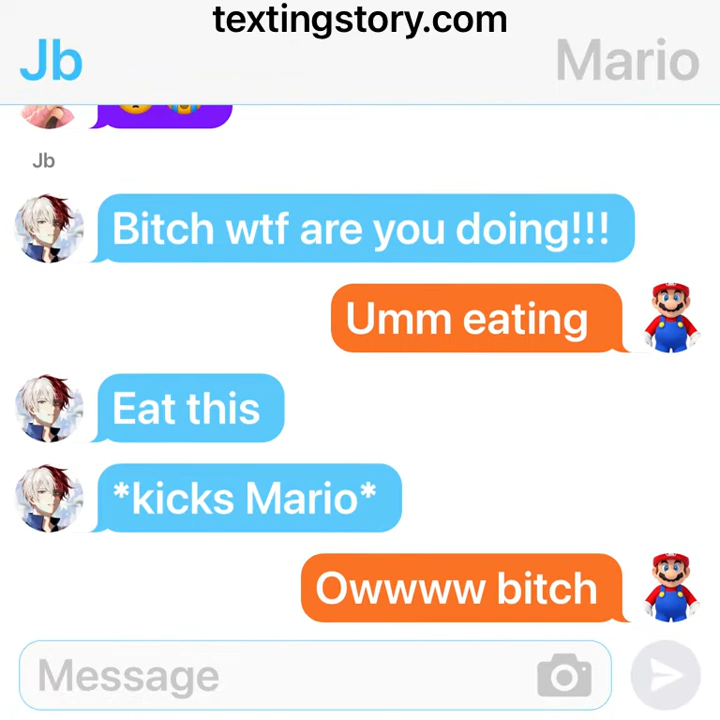 textingstory.com
Jb
Mario
Jb
Bitch wtf are you doing!!!
Umm eating
Eat this
*kicks Mario*
Owwww bitch
Message